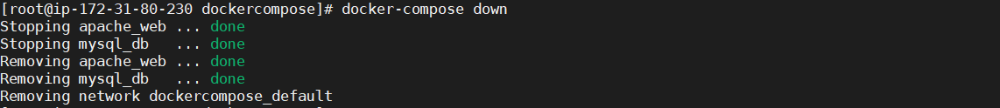 [root@ip-172-31-80-230 dockercompose]# docker-compose down
Stopping apache_web ... done
Stopping mysql_db   ... done
Removing apache_web ... done
Removing mysql_db   ... done
Removing network dockercompose_default